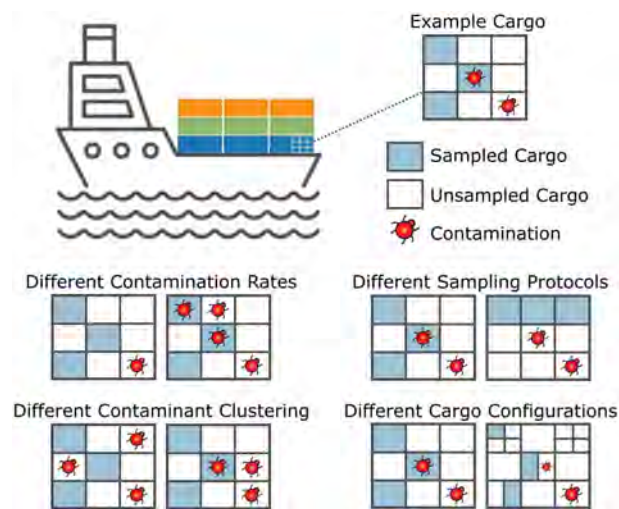 Example Cargo
Sampled Cargo
Unsampled Cargo
Contamination
Different Contamination Rates
Different Sampling Protocols
Different Contaminant Clustering
Different Cargo Configurations